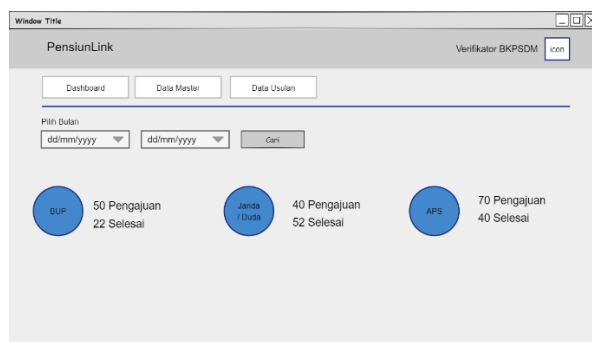 Window Title
PensiunLink
Verifikator BKPSDM
icon
Dashboard
Data Master
Data Usulan
Pilih Bulan
dd/mm/yyyy
dd/mm/yyyy
Cari
BUP
50 Pengajuan
22 Selesai
Janda
/ Duda
40 Pengajuan
52 Selesai
APS
70 Pengajuan
40 Selesai